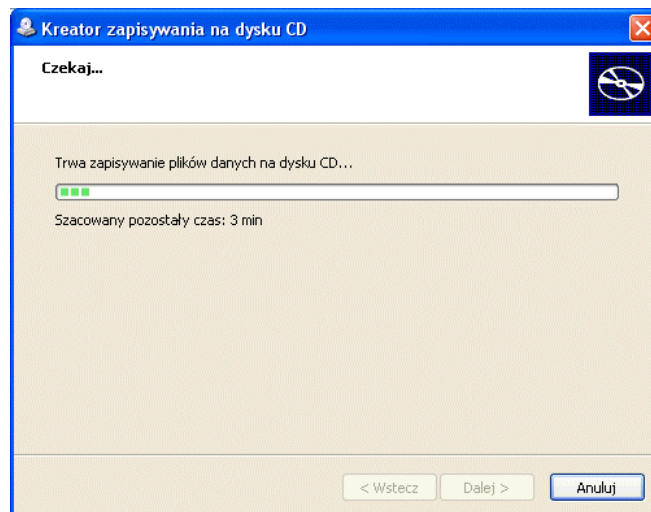 Kreator zapisywania na dysku CD
Czekaj...
Trwa zapisywanie plików danych na dysku CD...
Szacowany pozostały czas: 3 min
< Wstecz Dalej > Anuluj